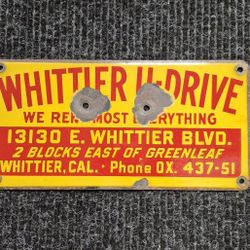 WHITTIER U-DRIVE
WE RENT MOST EVERYTHING
13130 E. WHITTIER BLVD.
2 BLOCKS EAST OF GREENLEAF
WHITTIER, CAL. • Phone OX. 437-51